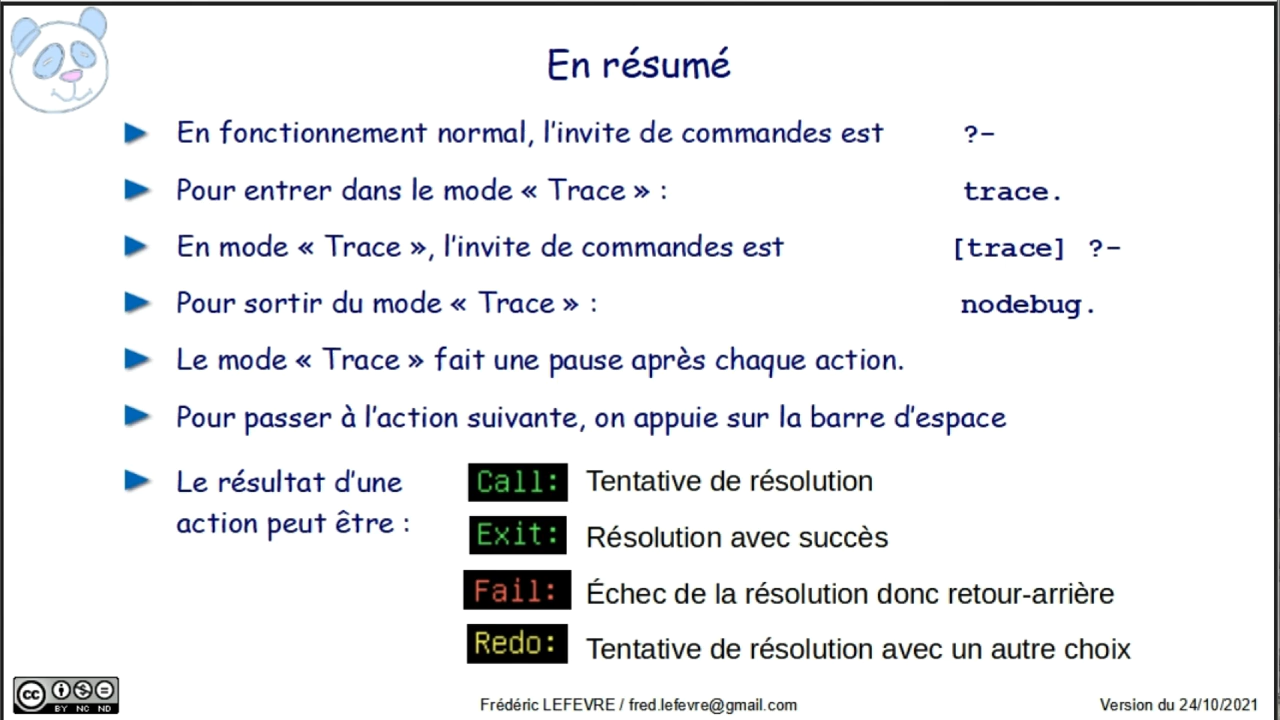 En résumé
En fonctionnement normal, l'invite de commandes est ?-
Pour entrer dans le mode « Trace » : trace.
En mode « Trace », l'invite de commandes est [trace] ?-
Pour sortir du mode « Trace » : nodebug.
Le mode « Trace » fait une pause après chaque action.
Pour passer à l'action suivante, on appuie sur la barre d'espace
Le résultat d'une
action peut être :
Call: Tentative de résolution
Exit: Résolution avec succès
Fail: Échec de la résolution donc retour-arrière
Redo: Tentative de résolution avec un autre choix
cc
BY NC ND
Frédéric LEFEVRE / fred.lefevre@gmail.com
Version du 24/10/2021